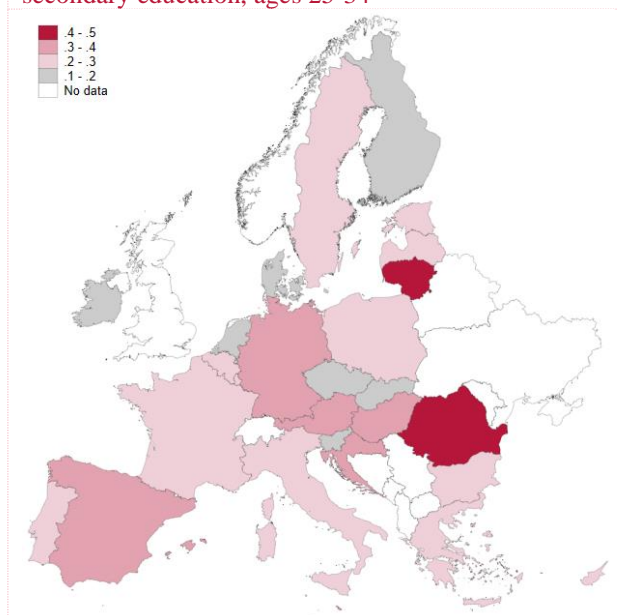 secondary education, ages 25-34
.4 - .5
.3 - .4
.2 - .3
.1 - .2
No data